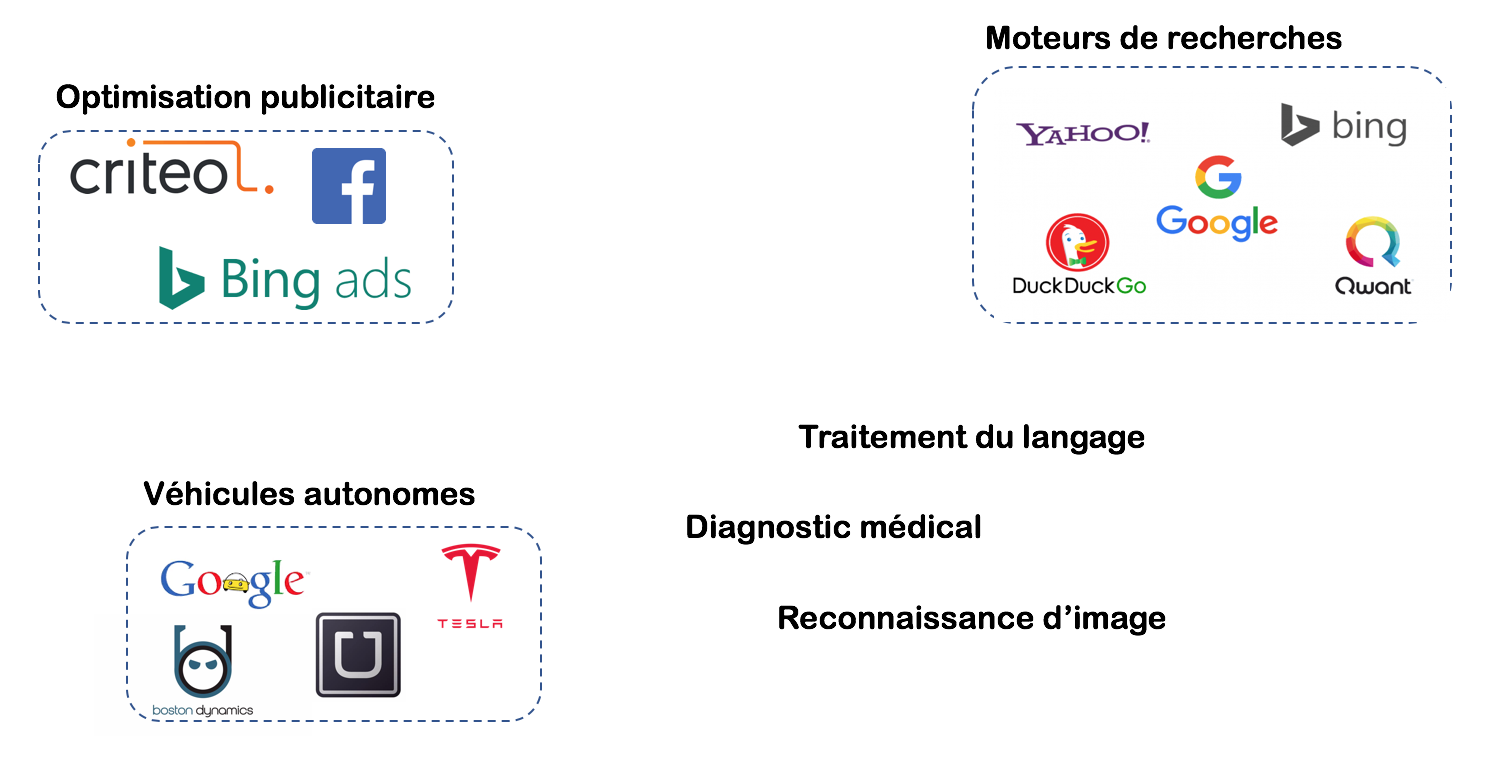 Moteurs de recherches
YAHOO!
bing
G
Google
DuckDuckGo
Qwant
Optimisation publicitaire
criteo
f
Bing ads
Traitement du langage
Diagnostic médical
Reconnaissance d’image
Véhicules autonomes
Google
TESLA
U
boston dynamics